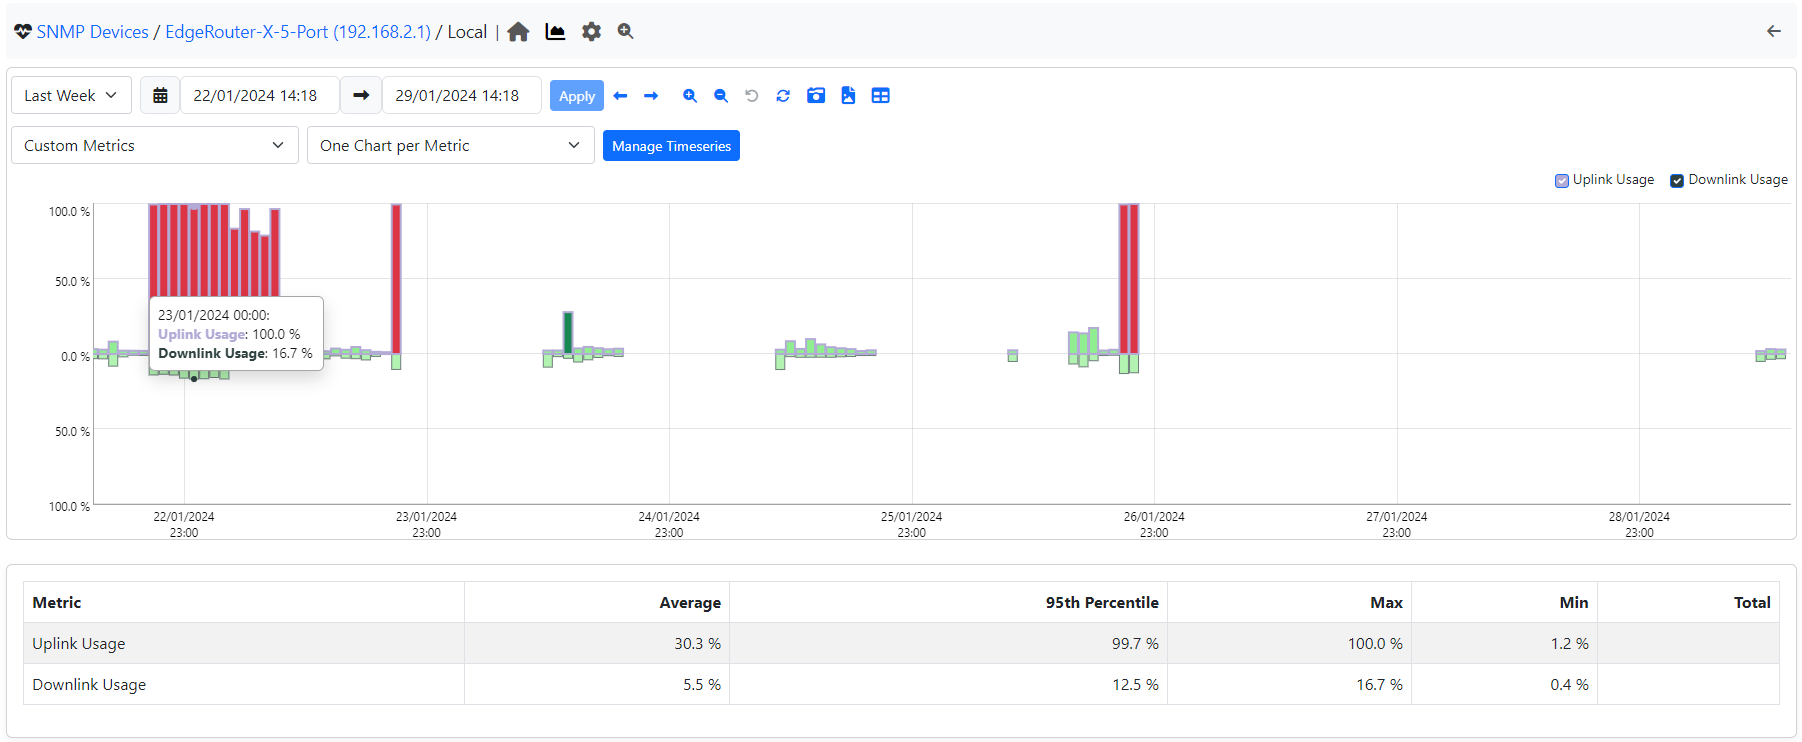 SNMP Devices / EdgeRouter-X-5-Port (192.168.2.1) / Local |
Last Week 22/01/2024 14:18 29/01/2024 14:18 Apply
Custom Metrics One Chart per Metric Manage Timeseries
Uplink Usage Downlink Usage
100.0 %
50.0 %
23/01/2024 00:00:
Uplink Usage: 100.0 %
Downlink Usage: 16.7 %
0.0 %
50.0 %
100.0 %
22/01/2024 23/01/2024 24/01/2024 25/01/2024 26/01/2024 27/01/2024 28/01/2024
23:00 23:00 23:00 23:00 23:00 23:00 23:00
Metric Average 95th Percentile Max Min Total
Uplink Usage 30.3 % 99.7 % 100.0 % 1.2 %
Downlink Usage 5.5 % 12.5 % 16.7 % 0.4 %